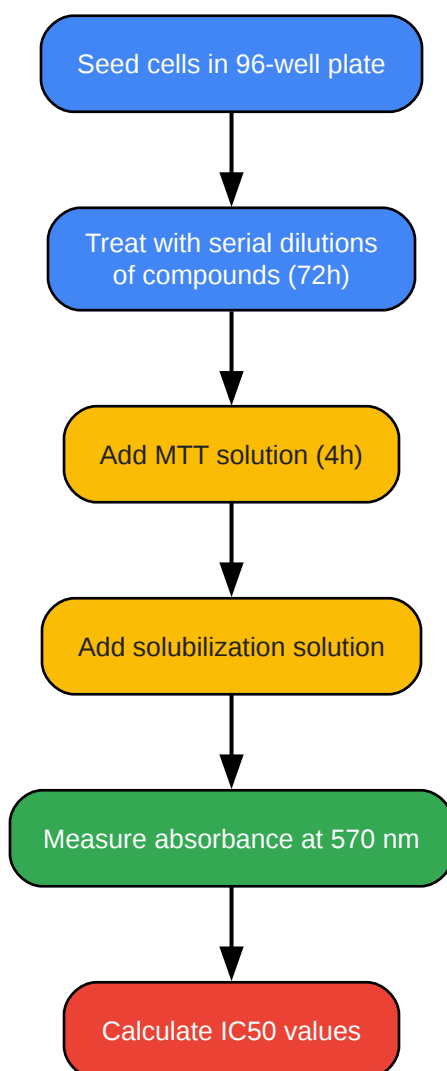 Seed cells in 96-well plate
Treat with serial dilutions
of compounds (72h)
Add MTT solution (4h)
Add solubilization solution
Measure absorbance at 570 nm
Calculate IC50 values